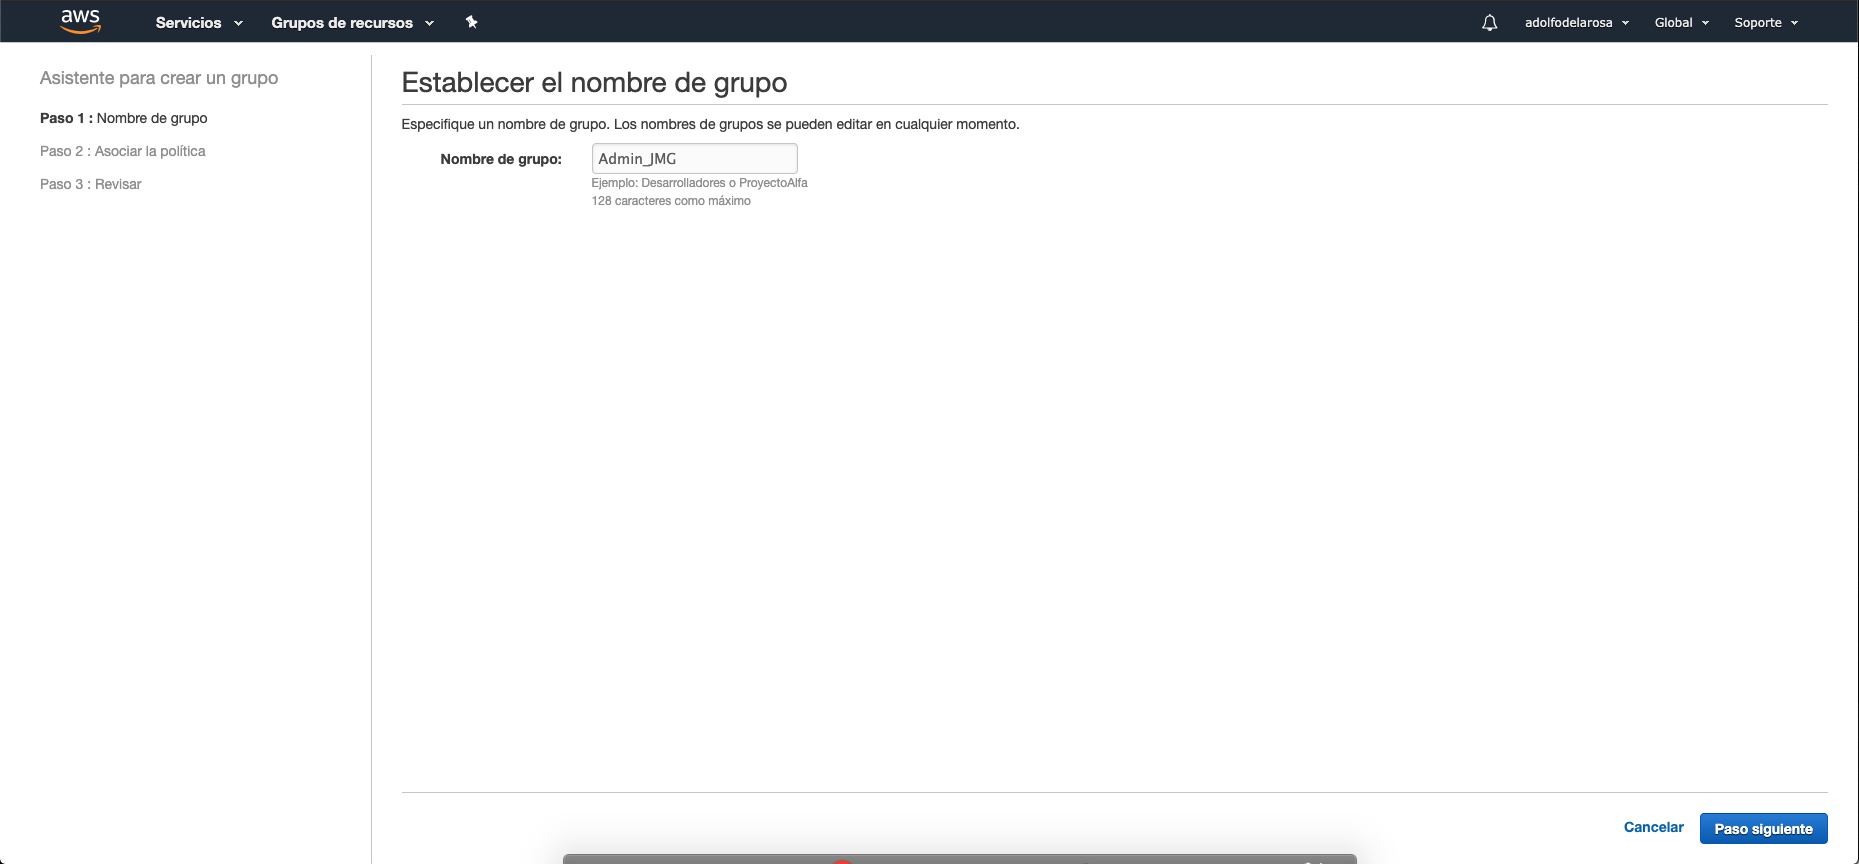 aws Servicios Grupos de recursos adolfodelarosa Global Soporte
Asistente para crear un grupo
Paso 1 : Nombre de grupo
Paso 2 : Asociar la política
Paso 3 : Revisar
Establecer el nombre de grupo
Especifique un nombre de grupo. Los nombres de grupos se pueden editar en cualquier momento.
Nombre de grupo: Admin_JMG
Ejemplo: Desarrolladores o ProyectoAlfa
128 caracteres como máximo
Cancelar Paso siguiente